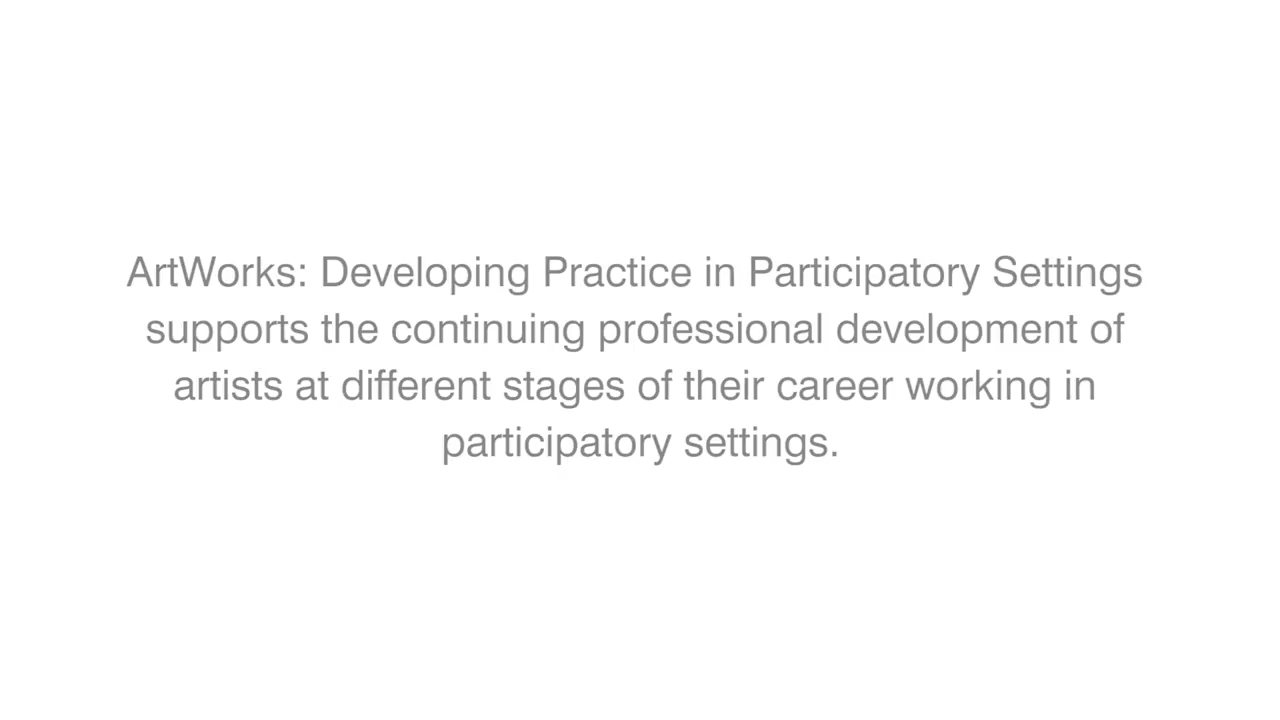 ArtWorks: Developing Practice in Participatory Settings
supports the continuing professional development of
artists at different stages of their career working in
participatory settings.